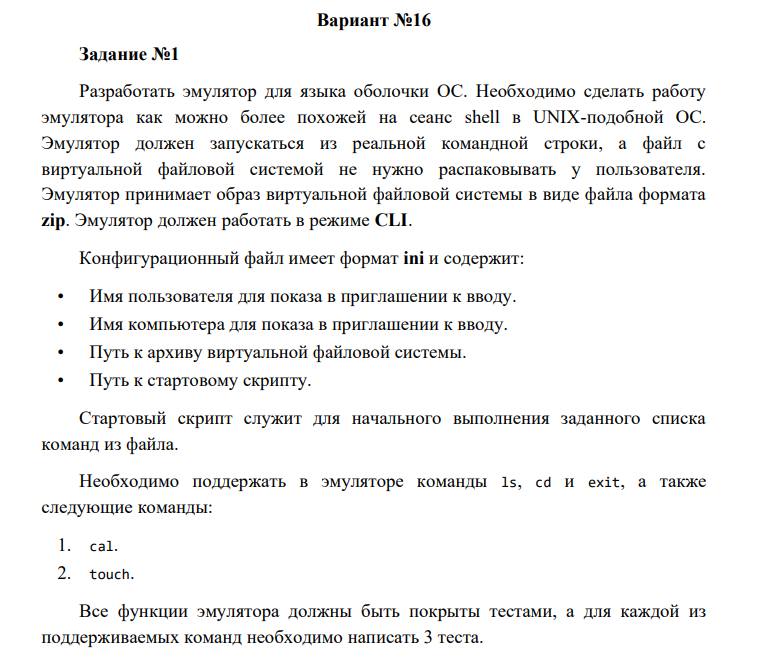 Вариант №16
Задание №1
Разработать эмулятор для языка оболочки ОС. Необходимо сделать работу
эмулятора как можно более похожей на сеанс shell в UNIX-подобной ОС.
Эмулятор должен запускаться из реальной командной строки, а файл с
виртуальной файловой системой не нужно распаковывать у пользователя.
Эмулятор принимает образ виртуальной файловой системы в виде файла формата
zip. Эмулятор должен работать в режиме CLI.
Конфигурационный файл имеет формат ini и содержит:
• Имя пользователя для показа в приглашении к вводу.
• Имя компьютера для показа в приглашении к вводу.
• Путь к архиву виртуальной файловой системы.
• Путь к стартовому скрипту.
Стартовый скрипт служит для начального выполнения заданного списка
команд из файла.
Необходимо поддержать в эмуляторе команды ls, cd и exit, а также
следующие команды:
1. cal.
2. touch.
Все функции эмулятора должны быть покрыты тестами, а для каждой из
поддерживаемых команд необходимо написать 3 теста.